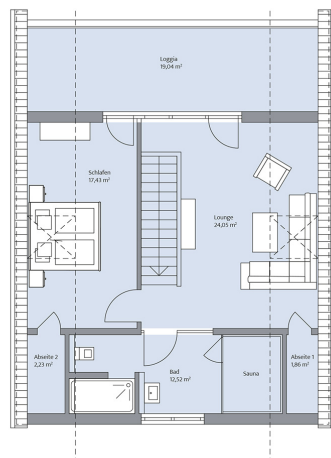 Loggia
19,04 m²
Schlafen
17,43 m²
Lounge
24,05 m²
Abseite 2
2,23 m²
Bad
12,52 m²
Sauna
Abseite 1
1,86 m²